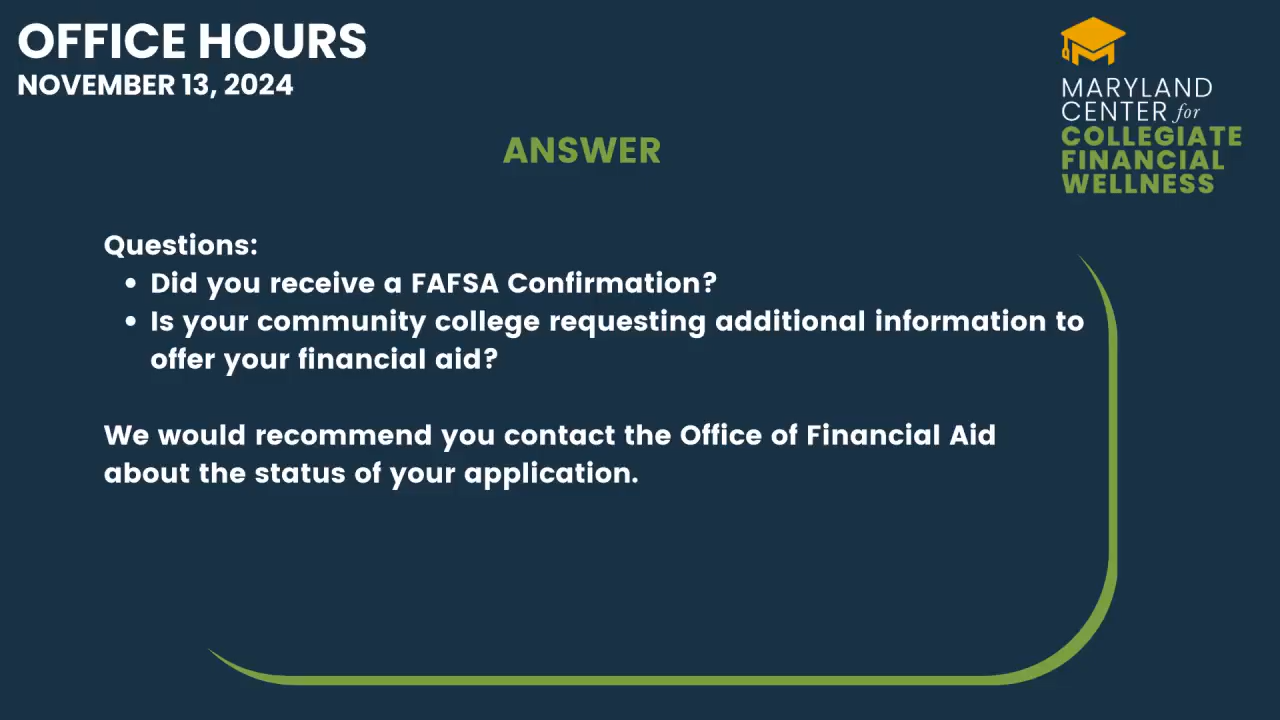 OFFICE HOURS
NOVEMBER 13, 2024
MARYLAND
CENTER for
COLLEGIATE
FINANCIAL
WELLNESS
ANSWER
Questions:
• Did you receive a FAFSA Confirmation?
• Is your community college requesting additional information to
offer your financial aid?
We would recommend you contact the Office of Financial Aid
about the status of your application.